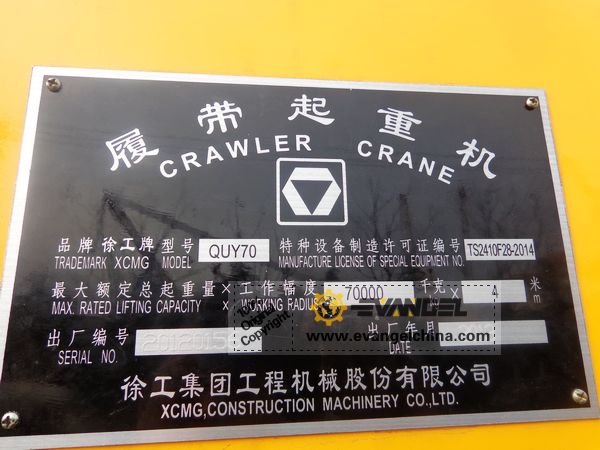 履带起重机
CRAWLER CRANE
品牌 徐工牌 型号 QUY70 特种设备制造许可证编号 TS2410F28-2014
TRADEMARK XCMG MODEL MANUFACTURE LICENSE OF SPECIAL EQUIPMENT NO.
最大额定总起重量 × 工作幅度 70000 千克 × 4 米
MAX. RATED LIFTING CAPACITY × WORKING RADIUS m
出厂编号 出厂年月
SERIAL NO. DATE
Original
Copyright
EVANGEL
www.evangelchina.com
徐工集团工程机械股份有限公司
XCMG,CONSTRUCTION MACHINERY CO.,LTD.